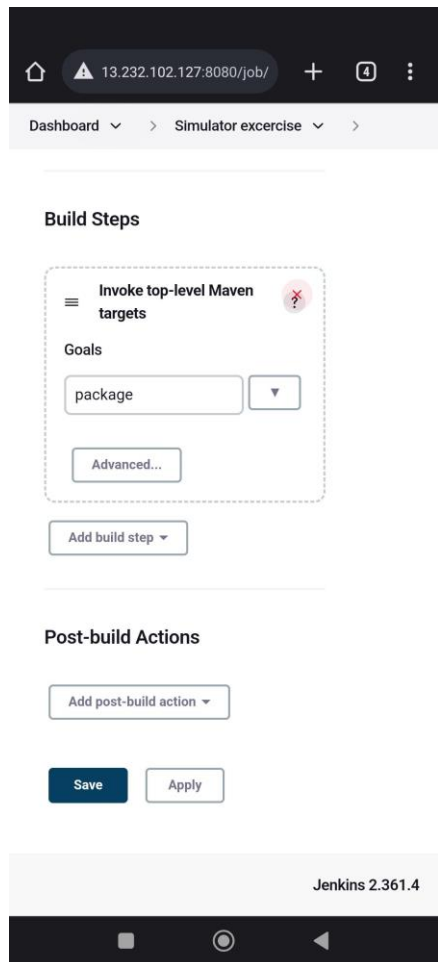 13.232.102.127:8080/job/
4
Dashboard > Simulator excercise >
Build Steps
Invoke top-level Maven
targets
?
Goals
package
Advanced...
Add build step
Post-build Actions
Add post-build action
Save Apply
Jenkins 2.361.4